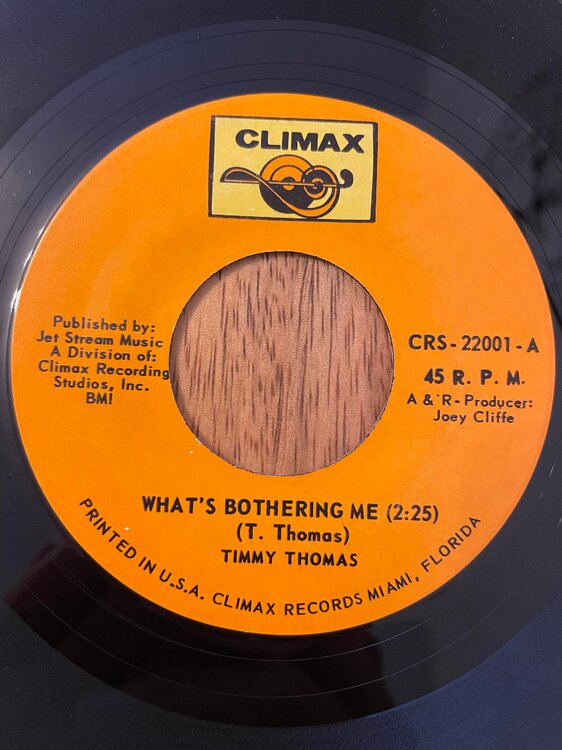 CLIMAX
Published by:
Jet Stream Music
A Division of:
Climax Recording
Studios, Inc.
BMI
CRS-22001-A
45 R. P. M.
A & R-Producer:
Joey Cliffe
WHAT'S BOTHERING ME (2:25)
(T. Thomas)
TIMMY THOMAS
PRINTED IN U.S.A. CLIMAX RECORDS MIAMI, FLORIDA